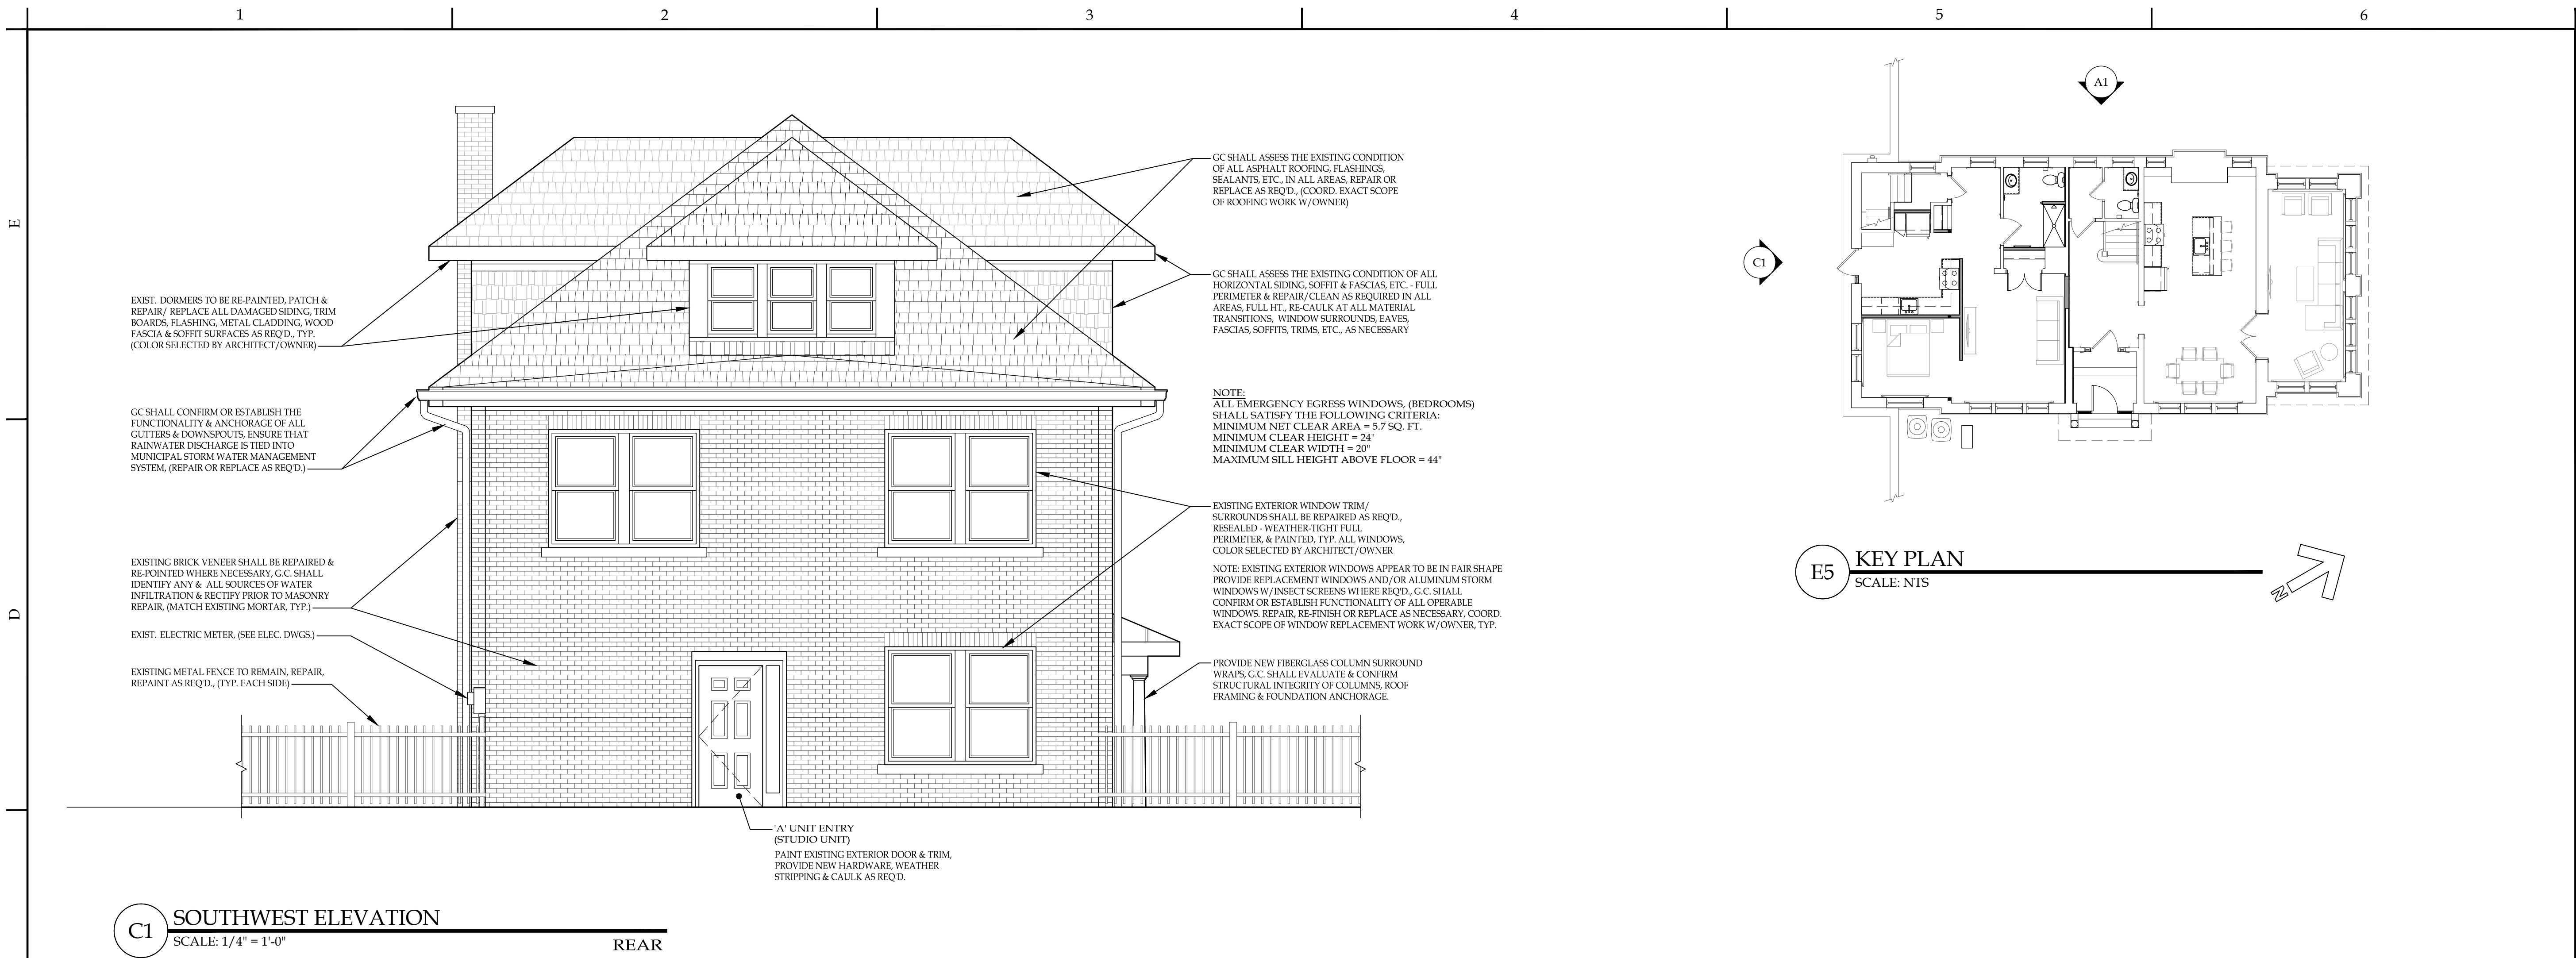 1
2
3
4
5
6
E
D
EXIST. DORMERS TO BE RE-PAINTED, PATCH &
REPAIR/ REPLACE ALL DAMAGED SIDING, TRIM
BOARDS, FLASHING, METAL CLADDING, WOOD
FASCIA & SOFFIT SURFACES AS REQ'D., TYP.
(COLOR SELECTED BY ARCHITECT/OWNER)
GC SHALL CONFIRM OR ESTABLISH THE
FUNCTIONALITY & ANCHORAGE OF ALL
GUTTERS & DOWNSPOUTS, ENSURE THAT
RAINWATER DISCHARGE IS TIED INTO
MUNICIPAL STORM WATER MANAGEMENT
SYSTEM, (REPAIR OR REPLACE AS REQ'D.)
EXISTING BRICK VENEER SHALL BE REPAIRED &
RE-POINTED WHERE NECESSARY, G.C. SHALL
IDENTIFY ANY & ALL SOURCES OF WATER
INFILTRATION & RECTIFY PRIOR TO MASONRY
REPAIR, (MATCH EXISTING MORTAR, TYP.)
EXIST. ELECTRIC METER, (SEE ELEC. DWGS.)
EXISTING METAL FENCE TO REMAIN, REPAIR,
REPAINT AS REQ'D., (TYP. EACH SIDE)
GC SHALL ASSESS THE EXISTING CONDITION
OF ALL ASPHALT ROOFING, FLASHINGS,
SEALANTS, ETC., IN ALL AREAS, REPAIR OR
REPLACE AS REQ'D., (COORD. EXACT SCOPE
OF ROOFING WORK W/OWNER)
GC SHALL ASSESS THE EXISTING CONDITION OF ALL
HORIZONTAL SIDING, SOFFIT & FASCIAS, ETC. - FULL
PERIMETER & REPAIR/CLEAN AS REQUIRED IN ALL
AREAS, FULL HT., RE-CAULK AT ALL MATERIAL
TRANSITIONS, WINDOW SURROUNDS, EAVES,
FASCIAS, SOFFITS, TRIMS, ETC., AS NECESSARY
NOTE:
ALL EMERGENCY EGRESS WINDOWS, (BEDROOMS)
SHALL SATISFY THE FOLLOWING CRITERIA:
MINIMUM NET CLEAR AREA = 5.7 SQ. FT.
MINIMUM CLEAR HEIGHT = 24"
MINIMUM CLEAR WIDTH = 20"
MAXIMUM SILL HEIGHT ABOVE FLOOR = 44"
EXISTING EXTERIOR WINDOW TRIM/
SURROUNDS SHALL BE REPAIRED AS REQ'D.,
RESEALED - WEATHER-TIGHT FULL
PERIMETER, & PAINTED, TYP. ALL WINDOWS,
COLOR SELECTED BY ARCHITECT/OWNER
NOTE: EXISTING EXTERIOR WINDOWS APPEAR TO BE IN FAIR SHAPE
PROVIDE REPLACEMENT WINDOWS AND/OR ALUMINUM STORM
WINDOWS W/INSECT SCREENS WHERE REQ'D., G.C. SHALL
CONFIRM OR ESTABLISH FUNCTIONALITY OF ALL OPERABLE
WINDOWS. REPAIR, RE-FINISH OR REPLACE AS NECESSARY, COORD.
EXACT SCOPE OF WINDOW REPLACEMENT WORK W/OWNER, TYP.
PROVIDE NEW FIBERGLASS COLUMN SURROUND
WRAPS, G.C. SHALL EVALUATE & CONFIRM
STRUCTURAL INTEGRITY OF COLUMNS, ROOF
FRAMING & FOUNDATION ANCHORAGE.
'A' UNIT ENTRY
(STUDIO UNIT)
PAINT EXISTING EXTERIOR DOOR & TRIM,
PROVIDE NEW HARDWARE, WEATHER
STRIPPING & CAULK AS REQ'D.
C1
SOUTHWEST ELEVATION
SCALE: 1/4" = 1'-0"
REAR
A1
C1
E5
KEY PLAN
SCALE: NTS
N